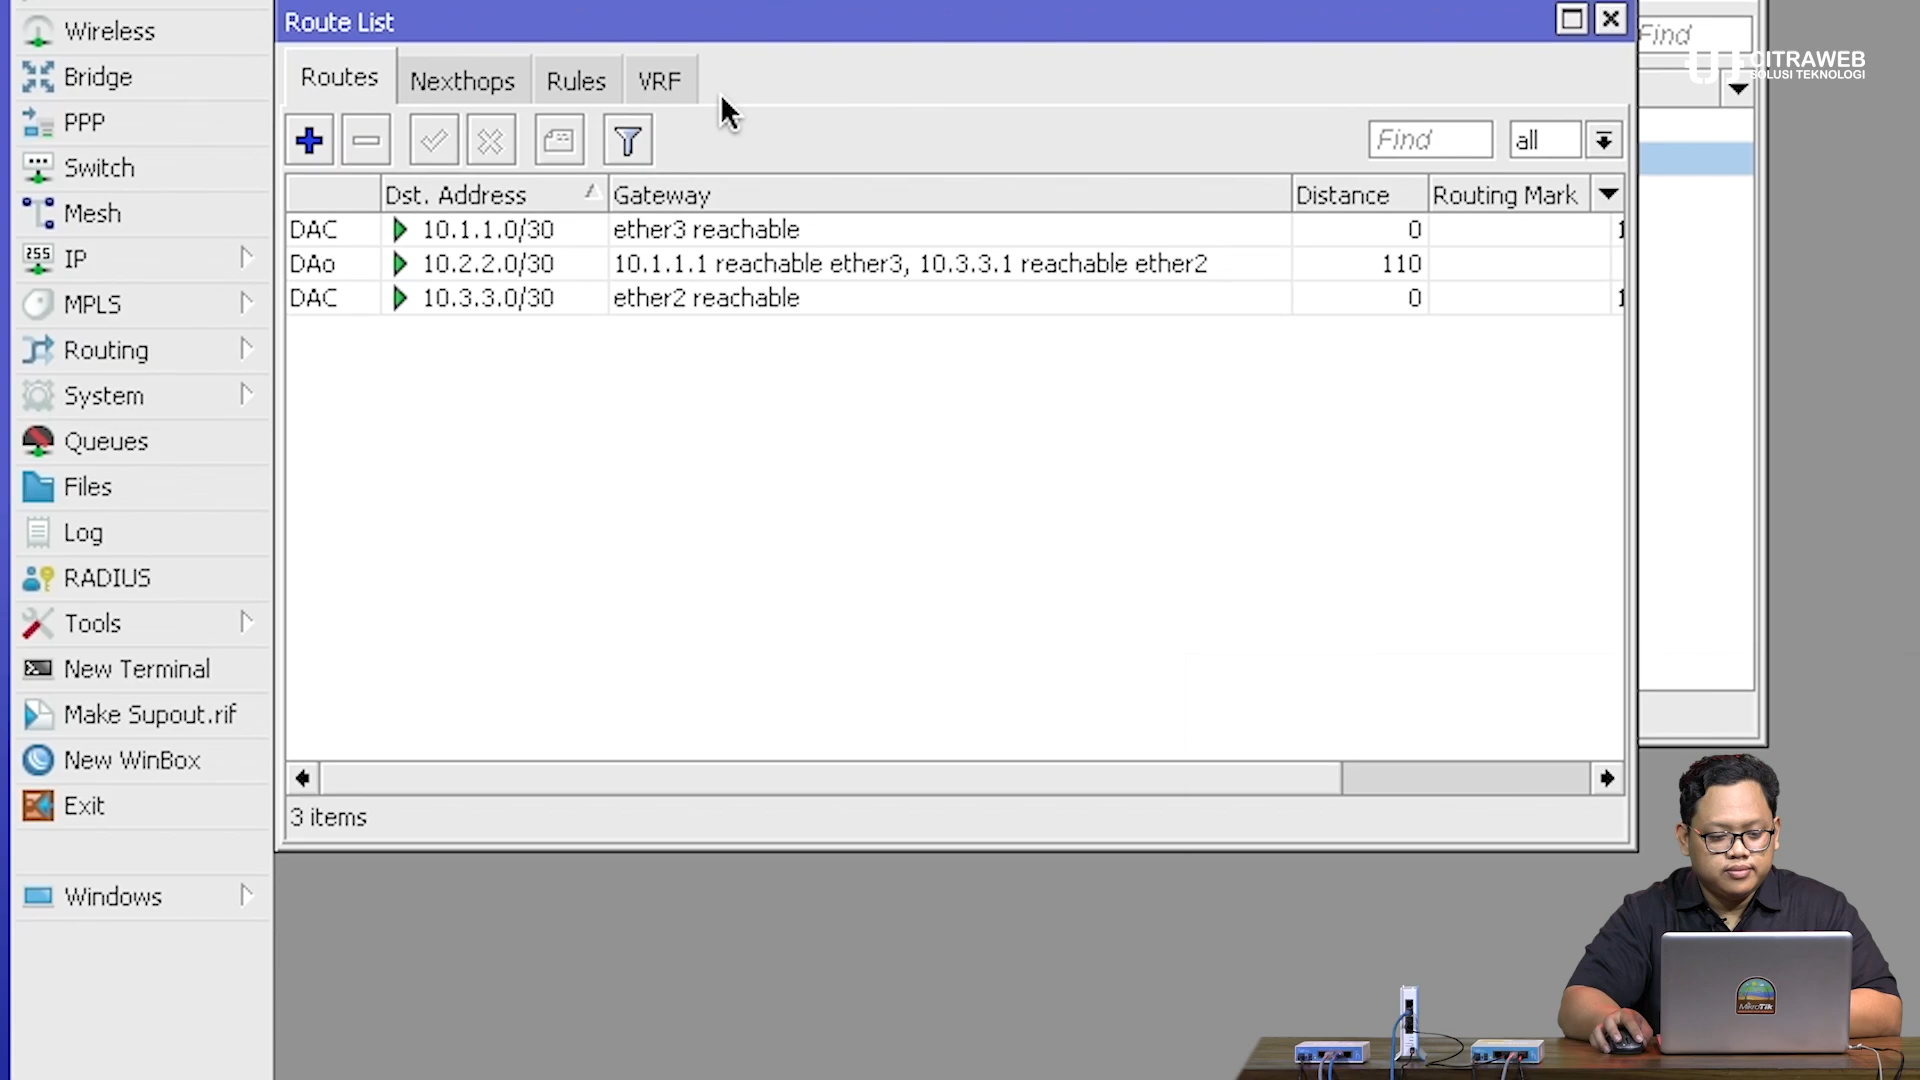 Wireless
Bridge
PPP
Switch
Mesh
IP
MPLS
Routing
System
Queues
Files
Log
RADIUS
Tools
New Terminal
Make Supout.rif
New WinBox
Exit
Windows
Route List
Routes Nexthops Rules VRF
Find all
Dst. Address Gateway Distance Routing Mark
DAC 10.1.1.0/30 ether3 reachable 0
DAo 10.2.2.0/30 10.1.1.1 reachable ether3, 10.3.3.1 reachable ether2 110
DAC 10.3.3.0/30 ether2 reachable 0
3 items
Find
CITRAWEB
SOLUSI TEKNOLOGI
255
MikroTik